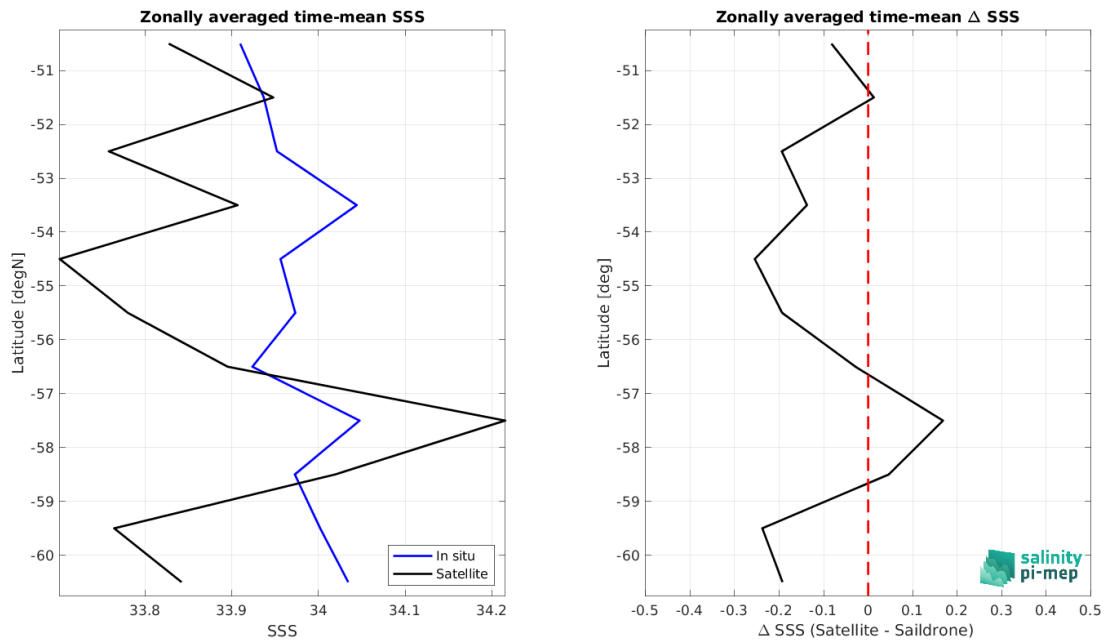 Zonally averaged time-mean SSS
-51
-52
-53
-54
-55
-56
-57
-58
-59
-60
Latitude [degN]
33.8 33.9 34 34.1 34.2
SSS
In situ
Satellite
Zonally averaged time-mean Δ SSS
-51
-52
-53
-54
-55
-56
-57
-58
-59
-60
Latitude [deg]
-0.5 -0.4 -0.3 -0.2 -0.1 0 0.1 0.2 0.3 0.4 0.5
Δ SSS (Satellite - Saildrone)
salinity
pi-mep